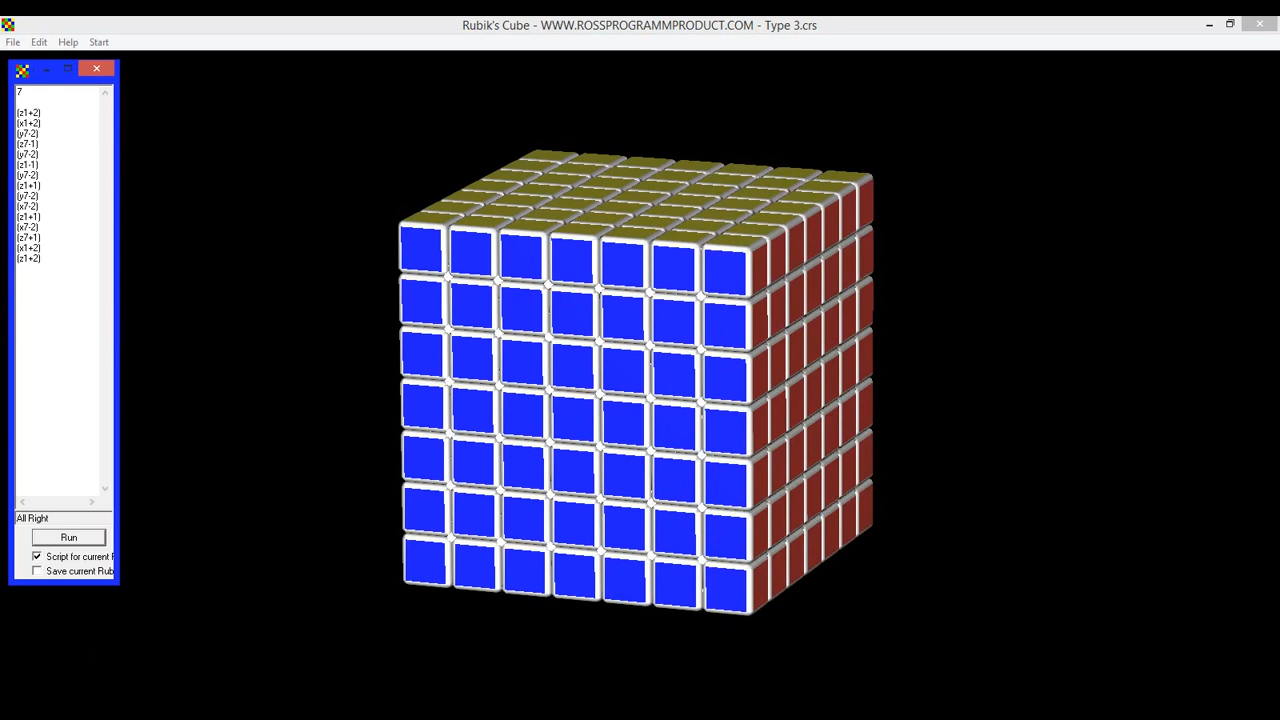 Rubik's Cube - WWW.ROSSPROGRAMMPRODUCT.COM - Type 3.crs
File Edit Help Start
7
(z1+2)
(x1+2)
(y7-2)
(z7-1)
(y7-2)
(z1-1)
(y7-2)
(z1+1)
(y7-2)
(x7-2)
(z1+1)
(x7-2)
(z7+1)
(x1+2)
(z1+2)
All Right
Run
Script for current F
Save current Rub